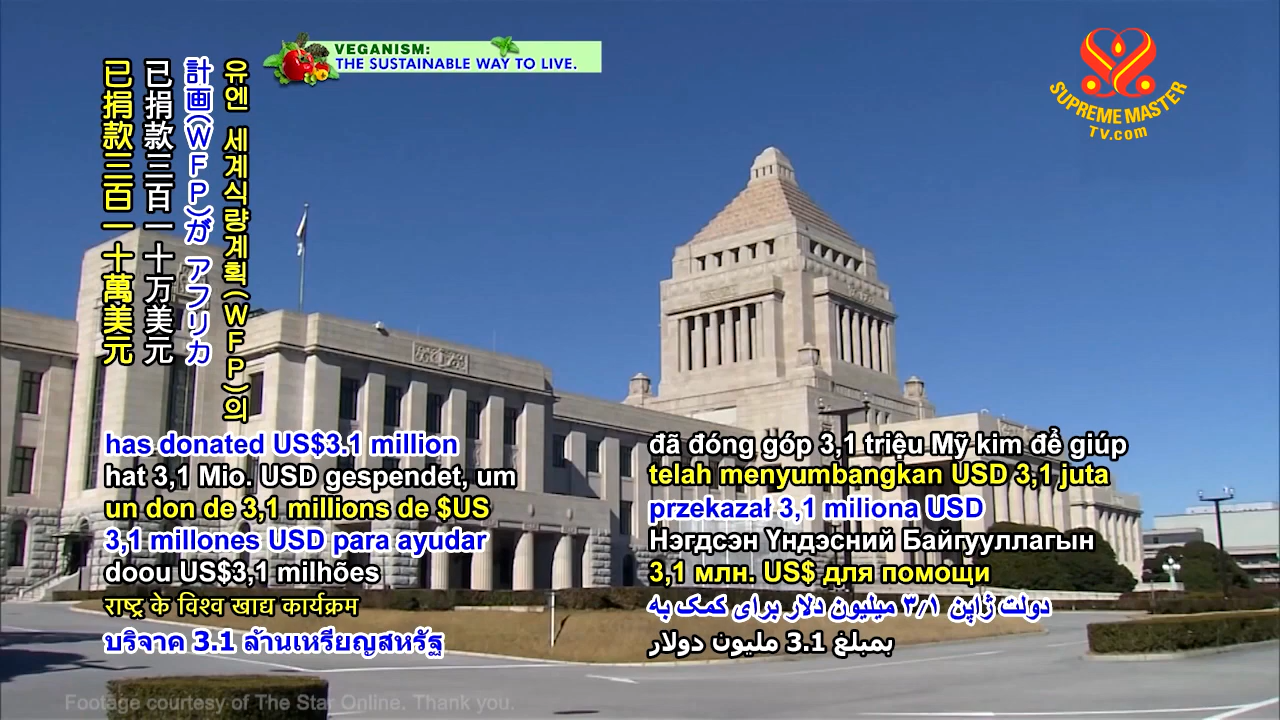 VEGANISM:
THE SUSTAINABLE WAY TO LIVE.
SUPREME MASTER
TV.com
유엔 세계식량계획(WFP)의
計画(WFP)が アフリカ
已捐款三百一十万美元
已捐款三百一十萬美元
has donated US$3.1 million
hat 3,1 Mio. USD gespendet, um
un don de 3,1 millions de $US
3,1 millones USD para ayudar
doou US$3,1 milhões
राष्ट्र के विश्व खाद्य कार्यक्रम
บริจาค 3.1 ล้านเหรียญสหรัฐ
đã đóng góp 3,1 triệu Mỹ kim để giúp
telah menyumbangkan USD 3,1 juta
przekazał 3,1 miliona USD
Нэгдсэн Үндэсний Байгууллагын
3,1 млн. US$ для помощи
دولت ژاپن ۳/۱ میلیون دلار برای کمک به
بمبلغ 3.1 مليون دولار
Footage courtesy of The Star Online. Thank you.